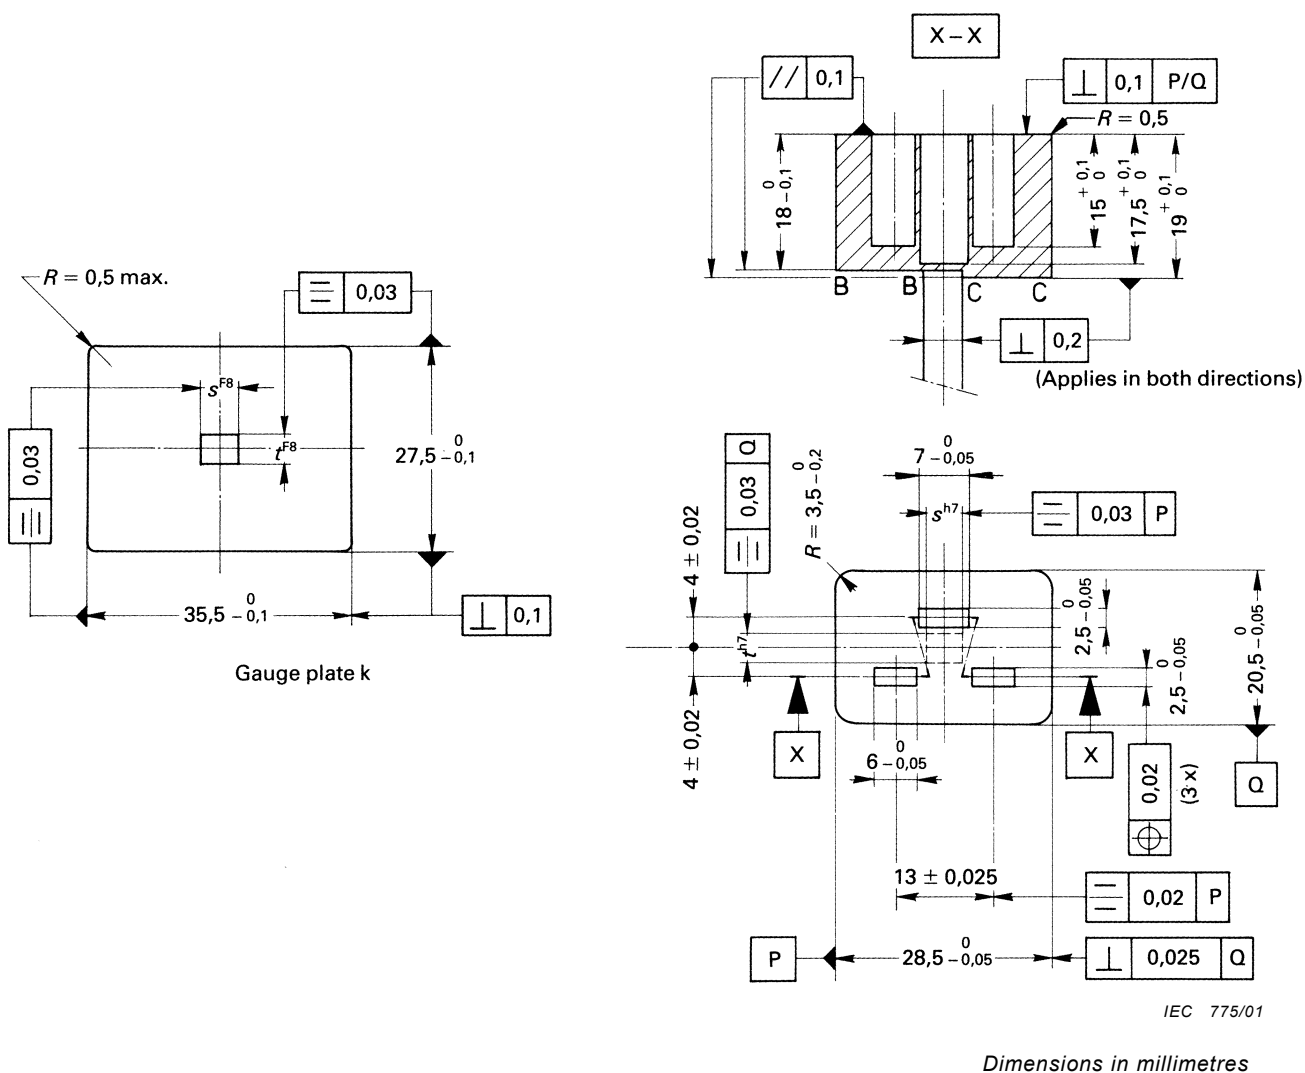 X – X
// 0,1
⊥ 0,1 P/Q
R = 0,5
18 0 – 0,1
15 + 0,1 0
17,5 + 0,1 0
19 + 0,1 0
B B C C
⊥ 0,2
(Applies in both directions)
R = 0,5 max.
⌯ 0,03
s F8
t F8
27,5 0 – 0,1
⌯ 0,03
35,5 0 – 0,1
⊥ 0,1
Gauge plate k
⌯ 0,03 Q
R = 3,5 0 – 0,2
7 0 – 0,05
s h7
⌯ 0,03 P
4 ± 0,02
t h7
4 ± 0,02
2,5 0 – 0,05
2,5 0 – 0,05
20,5 0 – 0,05
X X
Q
6 0 – 0,05
⌖ 0,02
(3 x)
13 ± 0,025
⌯ 0,02 P
P
28,5 0 – 0,05
⊥ 0,025 Q
IEC 775/01
Dimensions in millimetres